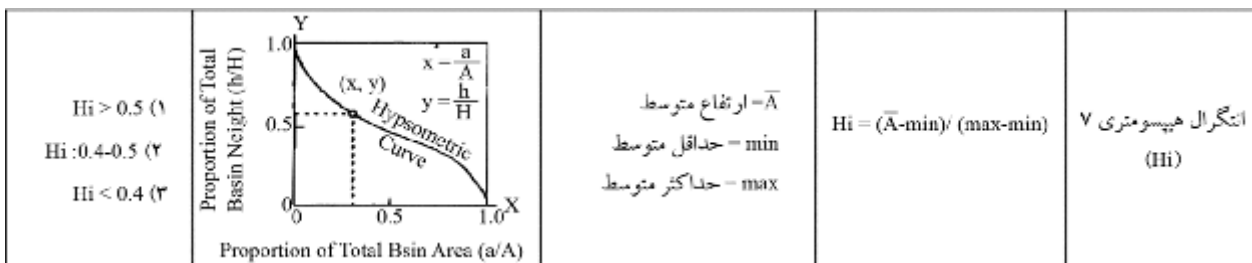 انتگرال هیپسومتری ۷
(Hi)
Hi = (A̅-min)/ (max-min)
A̅= ارتفاع متوسط
min = حداقل متوسط
max = حداکثر متوسط
Y
1.0
0.5
0
0
0.5
1.0
X
x - a/A
y = h/H
(x, y)
Hypsometric
Curve
Proportion of Total
Basin Neight (h/H)
Proportion of Total Bsin Area (a/A)
۱) Hi > 0.5
۲) Hi :0.4-0.5
۳) Hi < 0.4